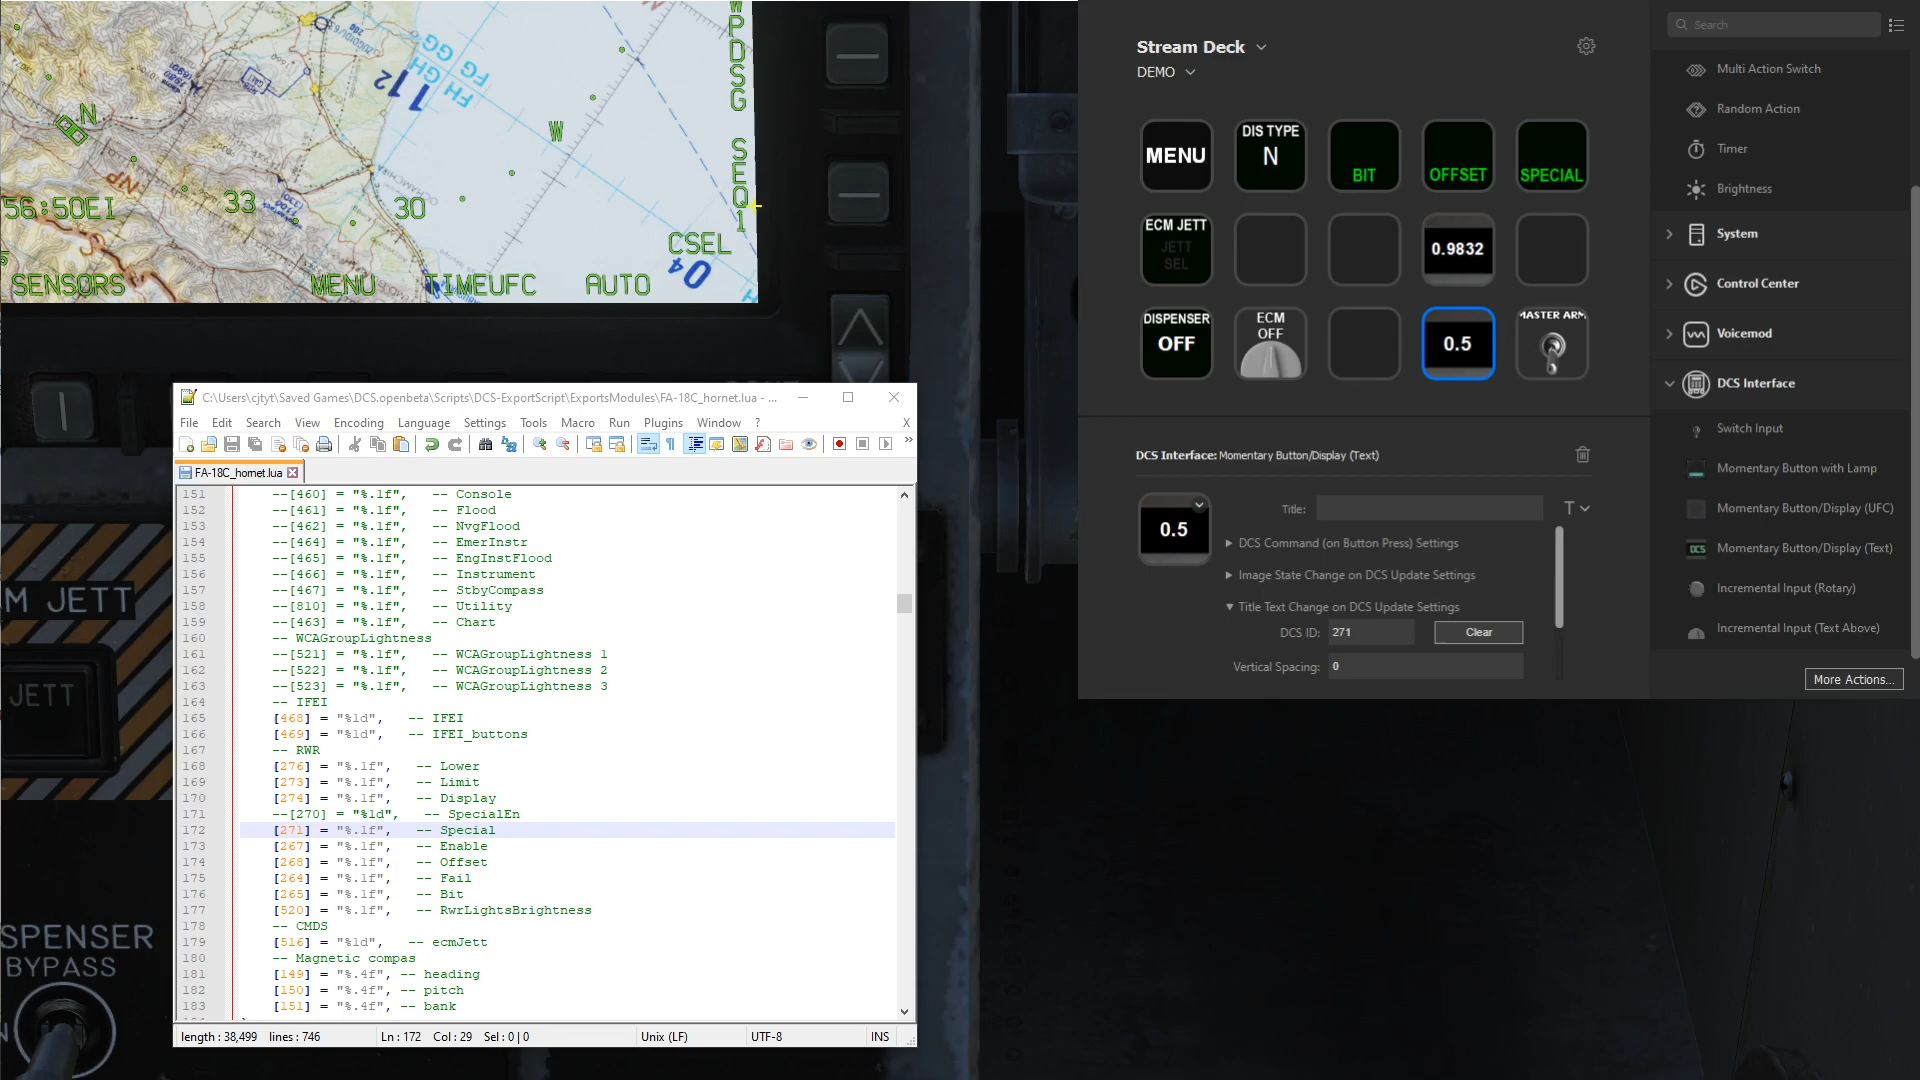 N
W
56:50EI
33
30
112
FH GH
FG GG
NP
W
P
D
S
G
S
E
Q
1
CSEL
04
SENSORS
MENU
TIMEUFC
AUTO
M JETT
JETT
SPENSER
BYPASS
C:\Users\cjtyt\Saved Games\DCS.openbeta\Scripts\DCS-ExportScript\ExportsModules\FA-18C_hornet.lua - ...
File Edit Search View Encoding Language Settings Tools Macro Run Plugins Window ? X
FA-18C_hornet.lua
151 --[460] = "%.1f", -- Console
152 --[461] = "%.1f", -- Flood
153 --[462] = "%.1f", -- NvgFlood
154 --[464] = "%.1f", -- EmerInstr
155 --[465] = "%.1f", -- EngInstFlood
156 --[466] = "%.1f", -- Instrument
157 --[467] = "%.1f", -- StbyCompass
158 --[810] = "%.1f", -- Utility
159 --[463] = "%.1f", -- Chart
160 -- WCAGroupLightness
161 --[521] = "%.1f", -- WCAGroupLightness 1
162 --[522] = "%.1f", -- WCAGroupLightness 2
163 --[523] = "%.1f", -- WCAGroupLightness 3
164 -- IFEI
165 [468] = "%1d", -- IFEI
166 [469] = "%1d", -- IFEI_buttons
167 -- RWR
168 [276] = "%.1f", -- Lower
169 [273] = "%.1f", -- Limit
170 [274] = "%.1f", -- Display
171 --[270] = "%1d", -- SpecialEn
172 [271] = "%.1f", -- Special
173 [267] = "%.1f", -- Enable
174 [268] = "%.1f", -- Offset
175 [264] = "%.1f", -- Fail
176 [265] = "%.1f", -- Bit
177 [520] = "%.1f", -- RwrLightsBrightness
178 -- CMDS
179 [516] = "%1d", -- ecmJett
180 -- Magnetic compas
181 [149] = "%.4f", -- heading
182 [150] = "%.4f", -- pitch
183 [151] = "%.4f", -- bank
length : 38,499 lines : 746 Ln : 172 Col : 29 Sel : 0 | 0 Unix (LF) UTF-8 INS
Stream Deck
DEMO
MENU
DIS TYPE
N
BIT
OFFSET
SPECIAL
ECM JETT
JETT
SEL
0.9832
DISPENSER
OFF
ECM
OFF
0.5
MASTER ARM
DCS Interface: Momentary Button/Display (Text)
0.5
Title:
T
DCS Command (on Button Press) Settings
Image State Change on DCS Update Settings
Title Text Change on DCS Update Settings
DCS ID: 271 Clear
Vertical Spacing: 0
Search
Multi Action Switch
Random Action
Timer
Brightness
System
Control Center
Voicemod
DCS Interface
Switch Input
Momentary Button with Lamp
Momentary Button/Display (UFC)
DCS
Momentary Button/Display (Text)
Incremental Input (Rotary)
Incremental Input (Text Above)
More Actions...